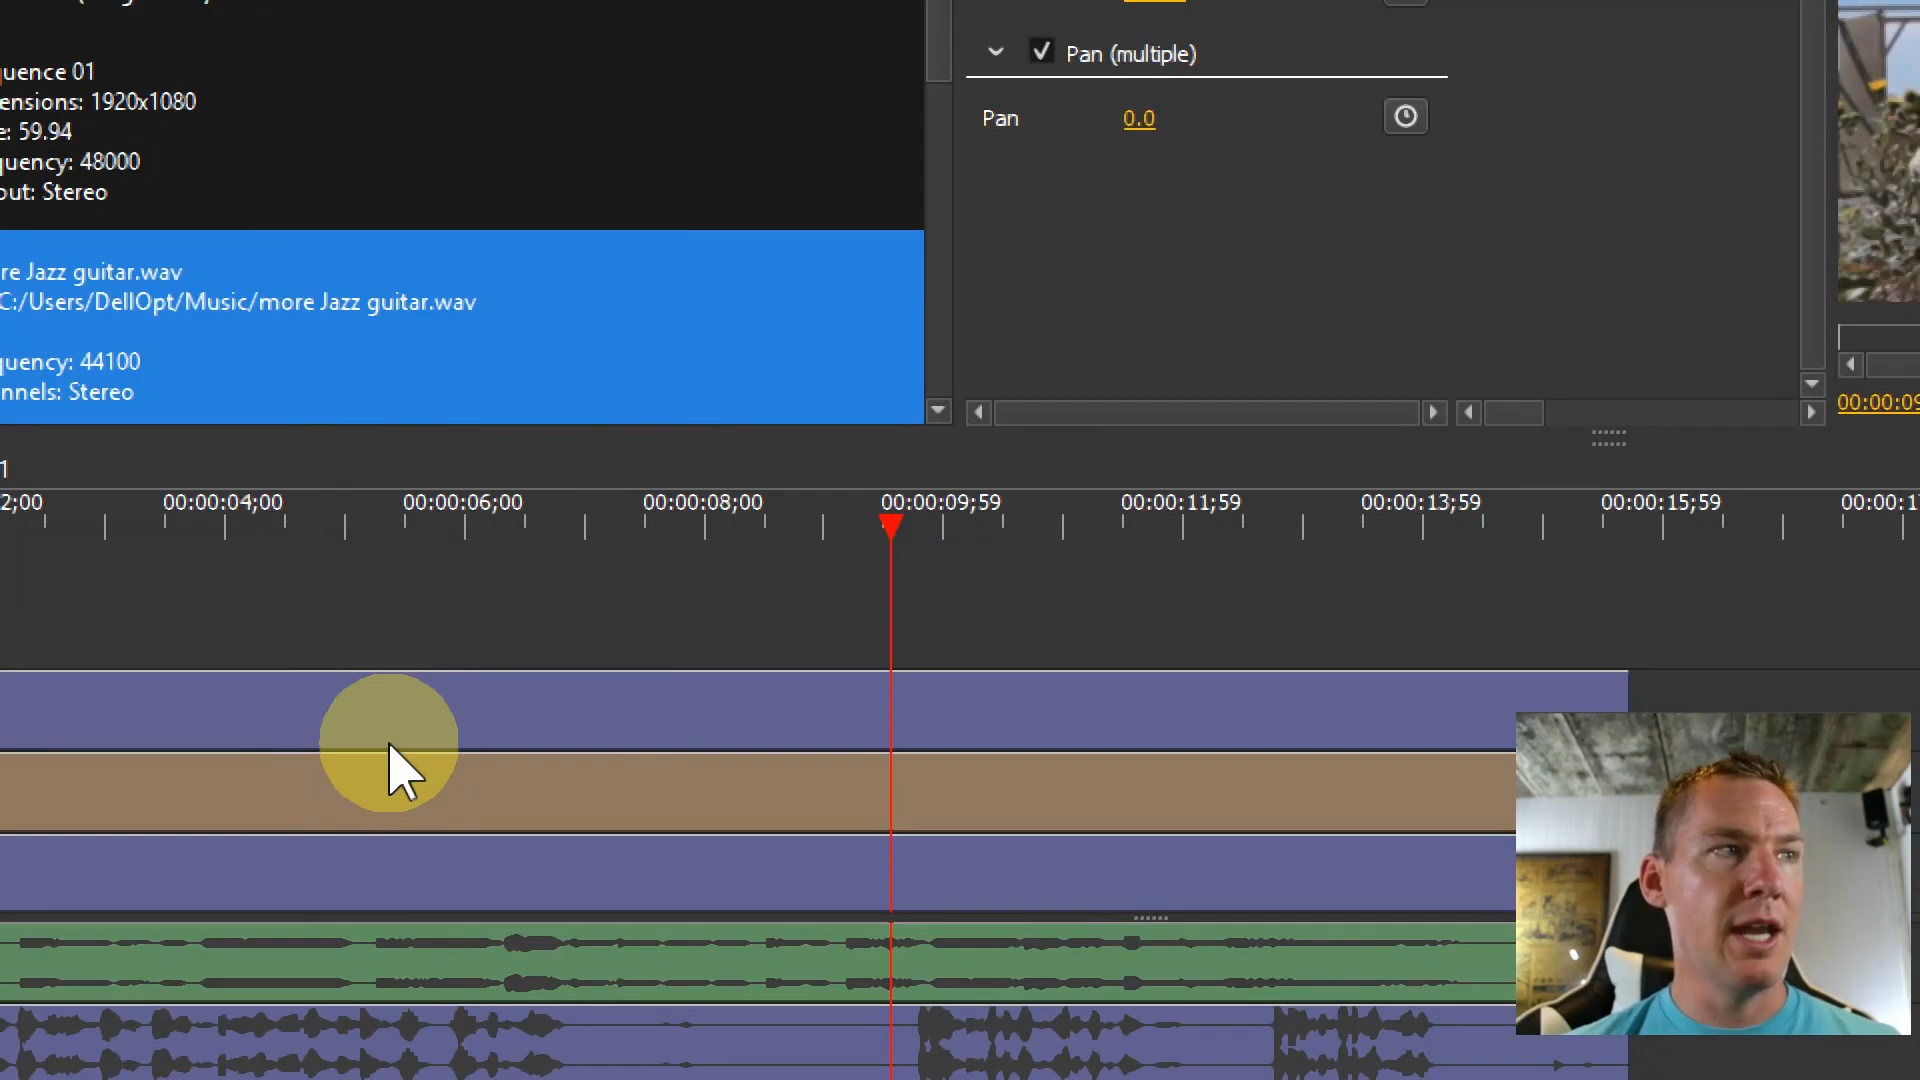 quence 01
ensions: 1920x1080
e: 59.94
quency: 48000
out: Stereo
re Jazz guitar.wav
C:/Users/DellOpt/Music/more Jazz guitar.wav
quency: 44100
nnels: Stereo
Pan (multiple)
Pan 0.0
00:00:09
1
2;00 00:00:04;00 00:00:06;00 00:00:08;00 00:00:09;59 00:00:11;59 00:00:13;59 00:00:15;59 00:00:1